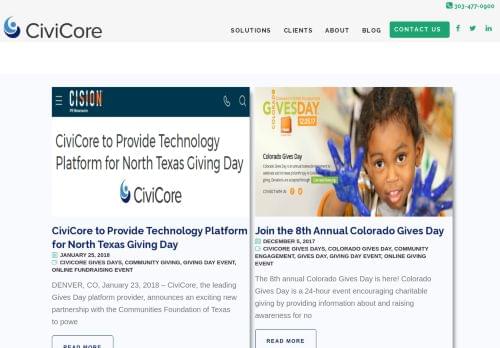 303-477-0900
CiviCore
SOLUTIONS CLIENTS ABOUT BLOG CONTACT US
CISION
PR Newswire
CiviCore to Provide Technology
Platform for North Texas Giving Day
CiviCore
COLORADO
GIVES DAY
12.05.17
Colorado Gives Day
CiviCore to Provide Technology Platform
for North Texas Giving Day
JANUARY 25, 2018
CIVICORE GIVES DAYS, COMMUNITY GIVING, GIVING DAY EVENT,
ONLINE FUNDRAISING EVENT
DENVER, CO, January 23, 2018 – CiviCore, the leading
Gives Day platform provider, announces an exciting new
partnership with the Communities Foundation of Texas
to powe
READ MORE
Join the 8th Annual Colorado Gives Day
DECEMBER 5, 2017
CIVICORE GIVES DAYS, COLORADO GIVES DAY, COMMUNITY
ENGAGEMENT, GIVES DAY, GIVING DAY EVENT, ONLINE GIVING
EVENT
The 8th annual Colorado Gives Day is here! Colorado
Gives Day is a 24-hour event encouraging charitable
giving by providing information about and raising
awareness for no
READ MORE